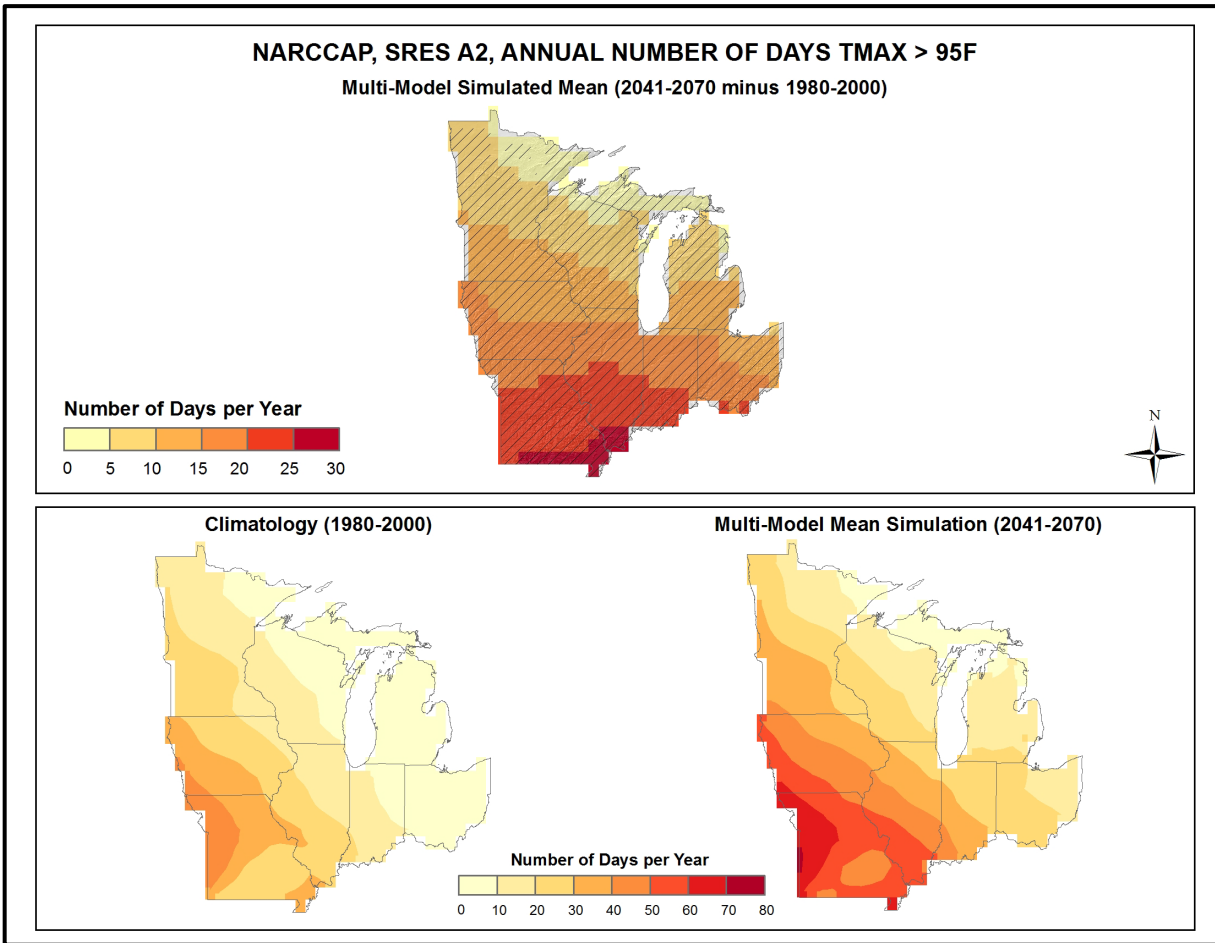 NARCCAP, SRES A2, ANNUAL NUMBER OF DAYS TMAX > 95F
Multi-Model Simulated Mean (2041-2070 minus 1980-2000)
Number of Days per Year
0 5 10 15 20 25 30
N
Climatology (1980-2000)
Multi-Model Mean Simulation (2041-2070)
Number of Days per Year
0 10 20 30 40 50 60 70 80